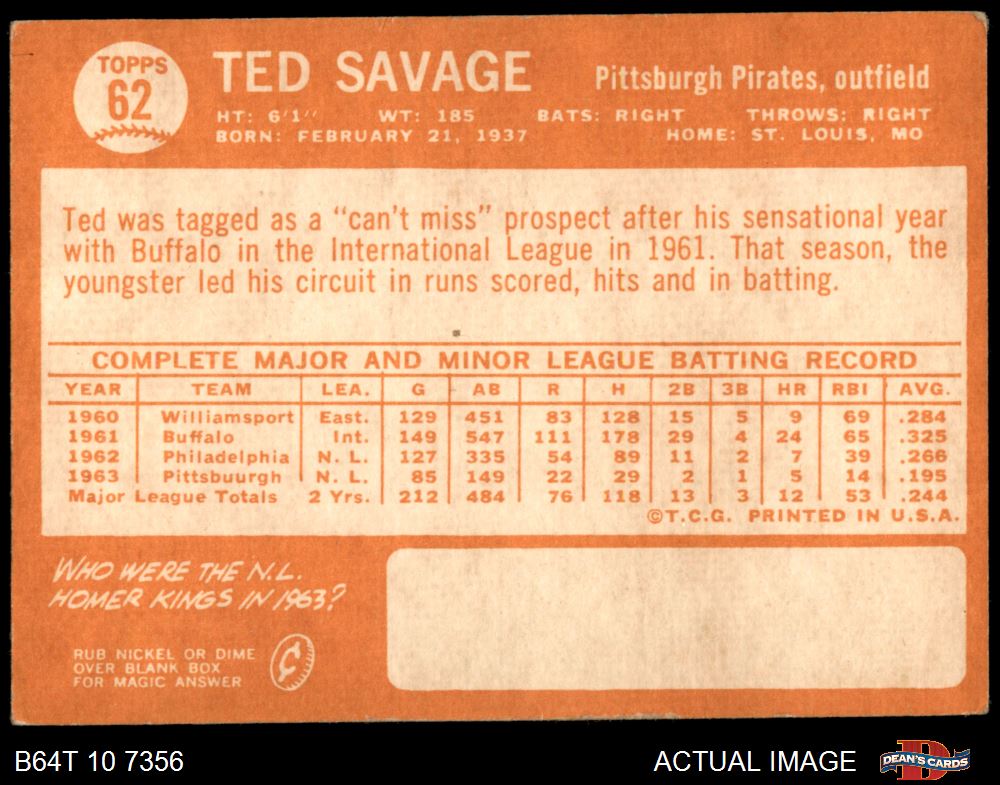 TOPPS
62
TED SAVAGE
Pittsburgh Pirates, outfield
HT: 6'1" WT: 185 BATS: RIGHT THROWS: RIGHT
BORN: FEBRUARY 21, 1937 HOME: ST. LOUIS, MO
Ted was tagged as a "can't miss" prospect after his sensational year
with Buffalo in the International League in 1961. That season, the
youngster led his circuit in runs scored, hits and in batting.
COMPLETE MAJOR AND MINOR LEAGUE BATTING RECORD
YEAR TEAM LEA. G AB R H 2B 3B HR RBI AVG.
1960 Williamsport East. 129 451 83 128 15 5 9 69 .284
1961 Buffalo Int. 149 547 111 178 29 4 24 65 .325
1962 Philadelphia N. L. 127 335 54 89 11 2 7 39 .266
1963 Pittsbuurgh N. L. 85 149 22 29 2 1 5 14 .195
Major League Totals 2 Yrs. 212 484 76 118 13 3 12 53 .244
©T.C.G. PRINTED IN U.S.A.
WHO WERE THE N.L.
HOMER KINGS IN 1963?
RUB NICKEL OR DIME
OVER BLANK BOX
FOR MAGIC ANSWER
¢
B64T 10 7356
ACTUAL IMAGE
D
DEAN'S CARDS